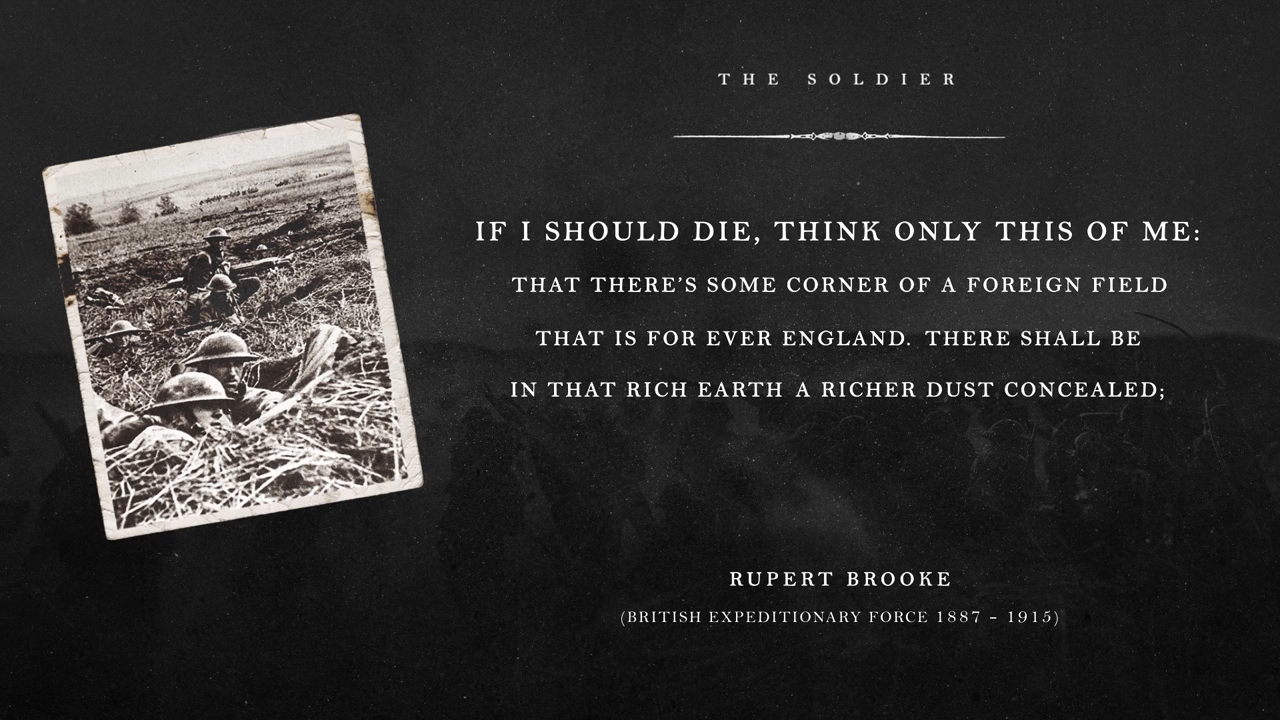 THE SOLDIER
IF I SHOULD DIE, THINK ONLY THIS OF ME:
THAT THERE’S SOME CORNER OF A FOREIGN FIELD
THAT IS FOR EVER ENGLAND. THERE SHALL BE
IN THAT RICH EARTH A RICHER DUST CONCEALED;
RUPERT BROOKE
(BRITISH EXPEDITIONARY FORCE 1887 – 1915)